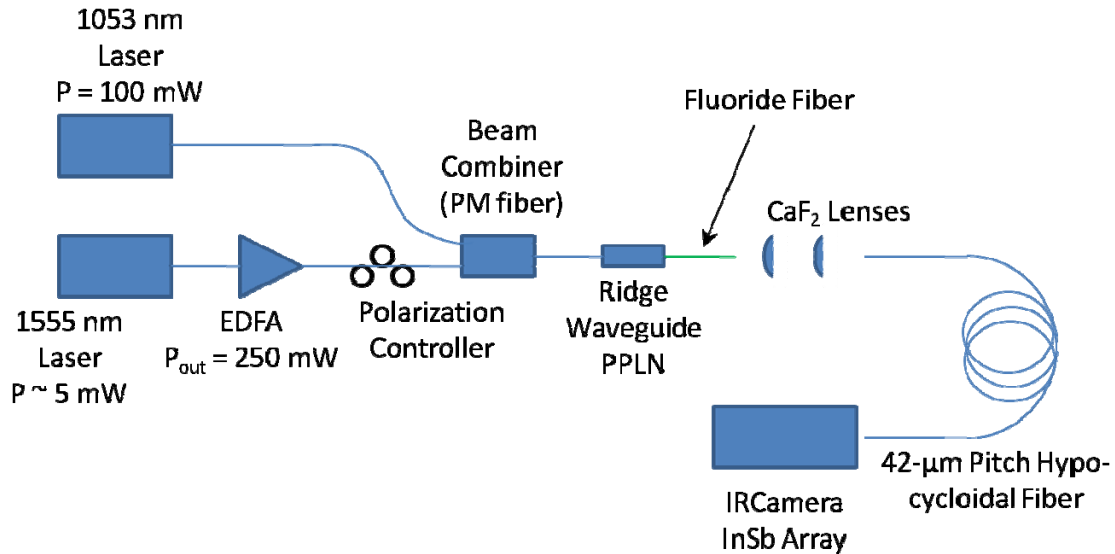 1053 nm
Laser
P = 100 mW
Fluoride Fiber
Beam
Combiner
(PM fiber)
CaF₂ Lenses
1555 nm
Laser
P ~ 5 mW
EDFA
Pout = 250 mW
Polarization
Controller
Ridge
Waveguide
PPLN
IRCamera
InSb Array
42-μm Pitch Hypo-
cycloidal Fiber